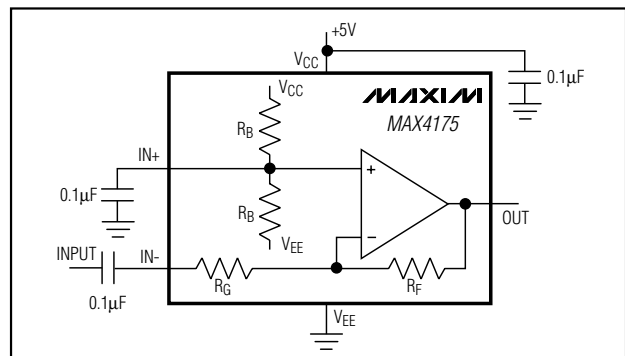 +5V
VCC
0.1µF
VCC
MAXIM
MAX4175
RB
IN+
0.1µF
RB
OUT
VEE
INPUT
IN-
RG
RF
0.1µF
VEE